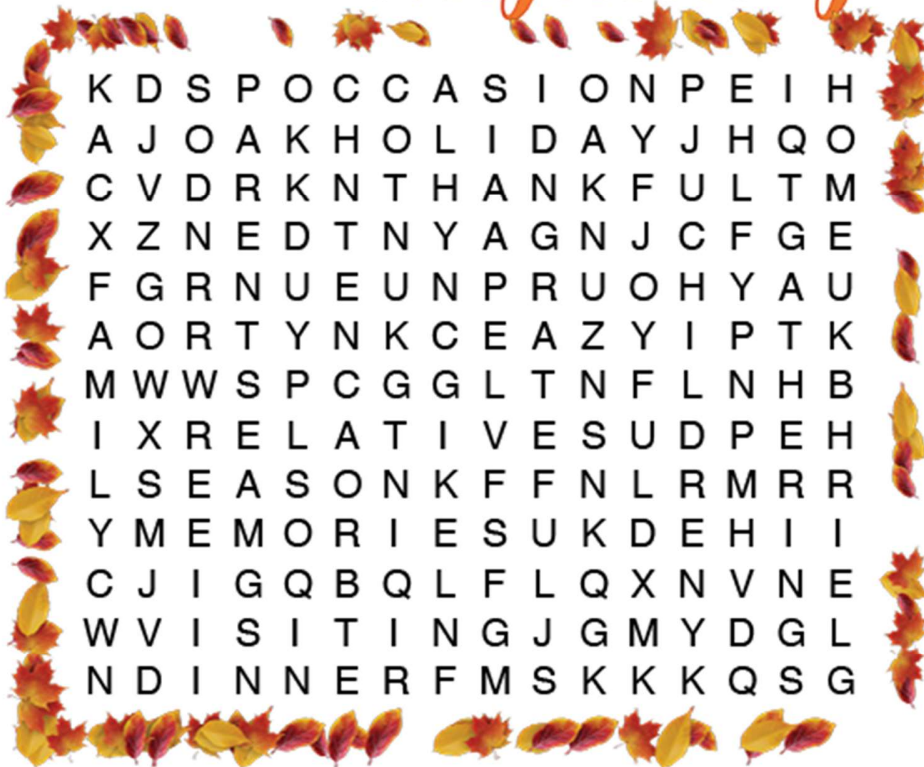 K D S P O C C A S I O N P E I H
A J O A K H O L I D A Y J H Q O
C V D R K N T H A N K F U L T M
X Z N E D T N Y A G N J C F G E
F G R N U E U N P R U O H Y A U
A O R T Y N K C E A Z Y I P T K
M W W S P C G G L T N F L N H B
I X R E L A T I V E S U D P E H
L S E A S O N K F F N L R M R R
Y M E M O R I E S U K D E H I I
C J I G Q B Q L F L Q X N V N E
W V I S I T I N G J G M Y D G L
N D I N N E R F M S K K K Q S G